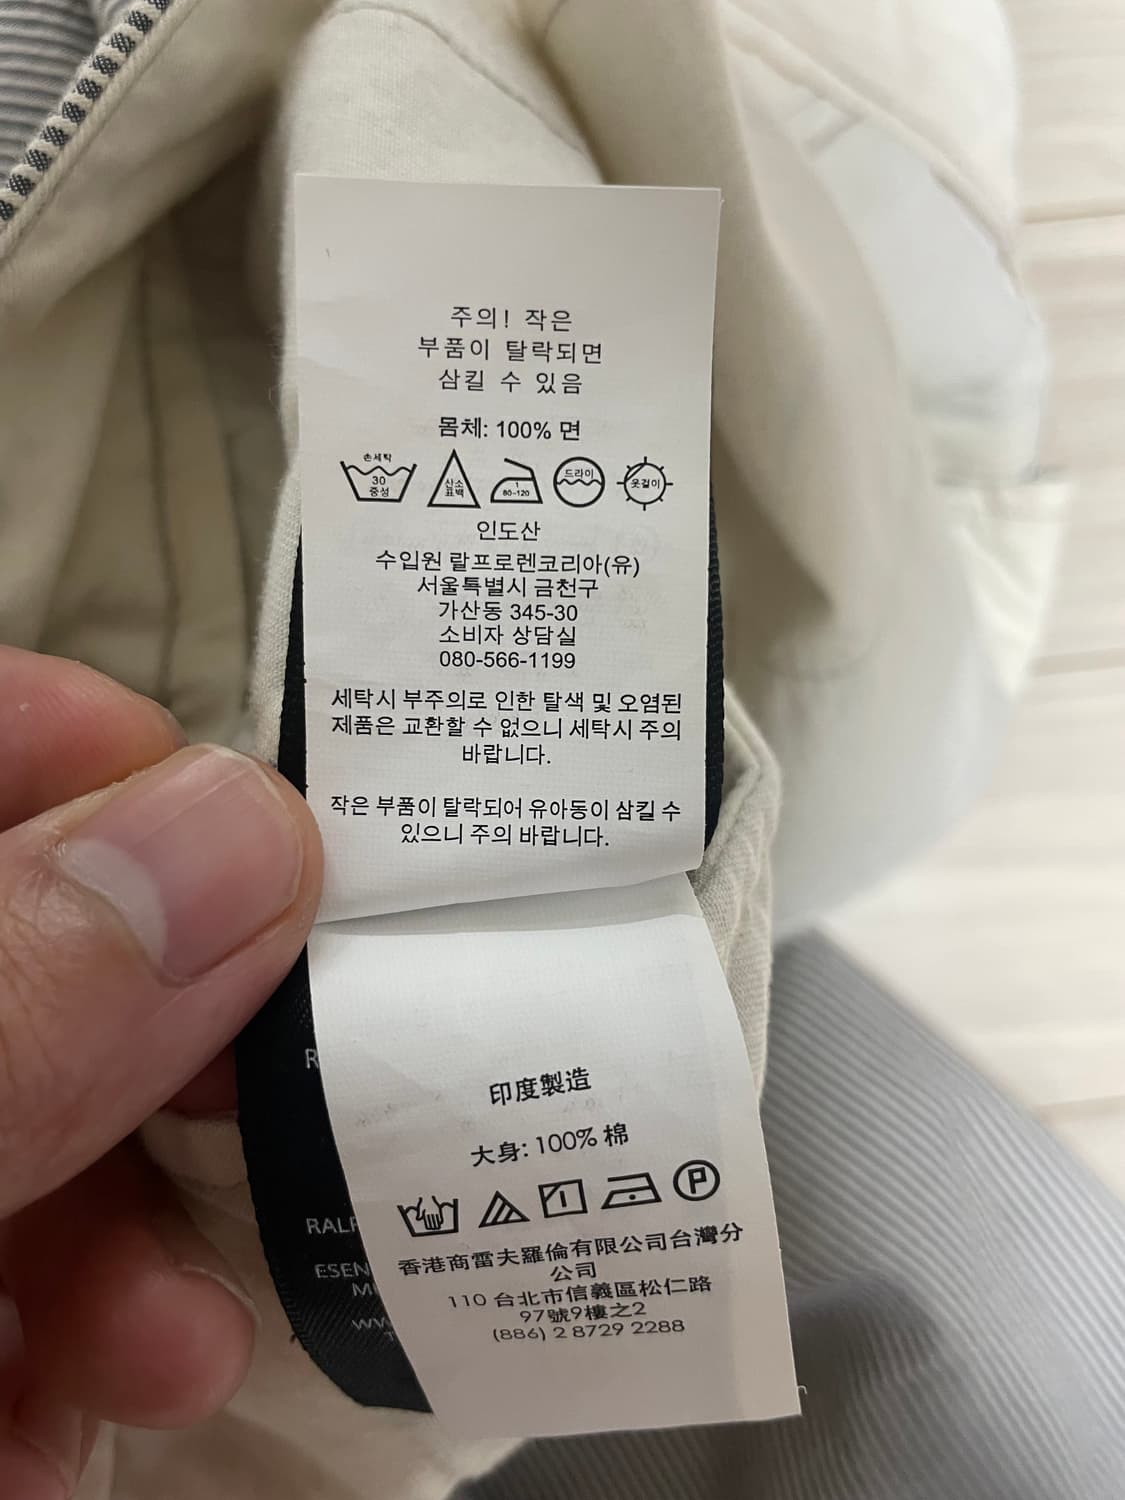 주의! 작은
부품이 탈락되면
삼킬 수 있음
몸체: 100% 면
손세탁
30
중성
산소
표백
1
80-120
드라이
옷걸이
인도산
수입원 랄프로렌코리아(유)
서울특별시 금천구
가산동 345-30
소비자 상담실
080-566-1199
세탁시 부주의로 인한 탈색 및 오염된
제품은 교환할 수 없으니 세탁시 주의
바랍니다.
작은 부품이 탈락되어 유아동이 삼킬 수
있으니 주의 바랍니다.
印度製造
大身: 100% 棉
P
香港商雷夫羅倫有限公司台灣分
公司
110 台北市信義區松仁路
97號9樓之2
(886) 2 8729 2288
R
RALP
ESEN
M
WW